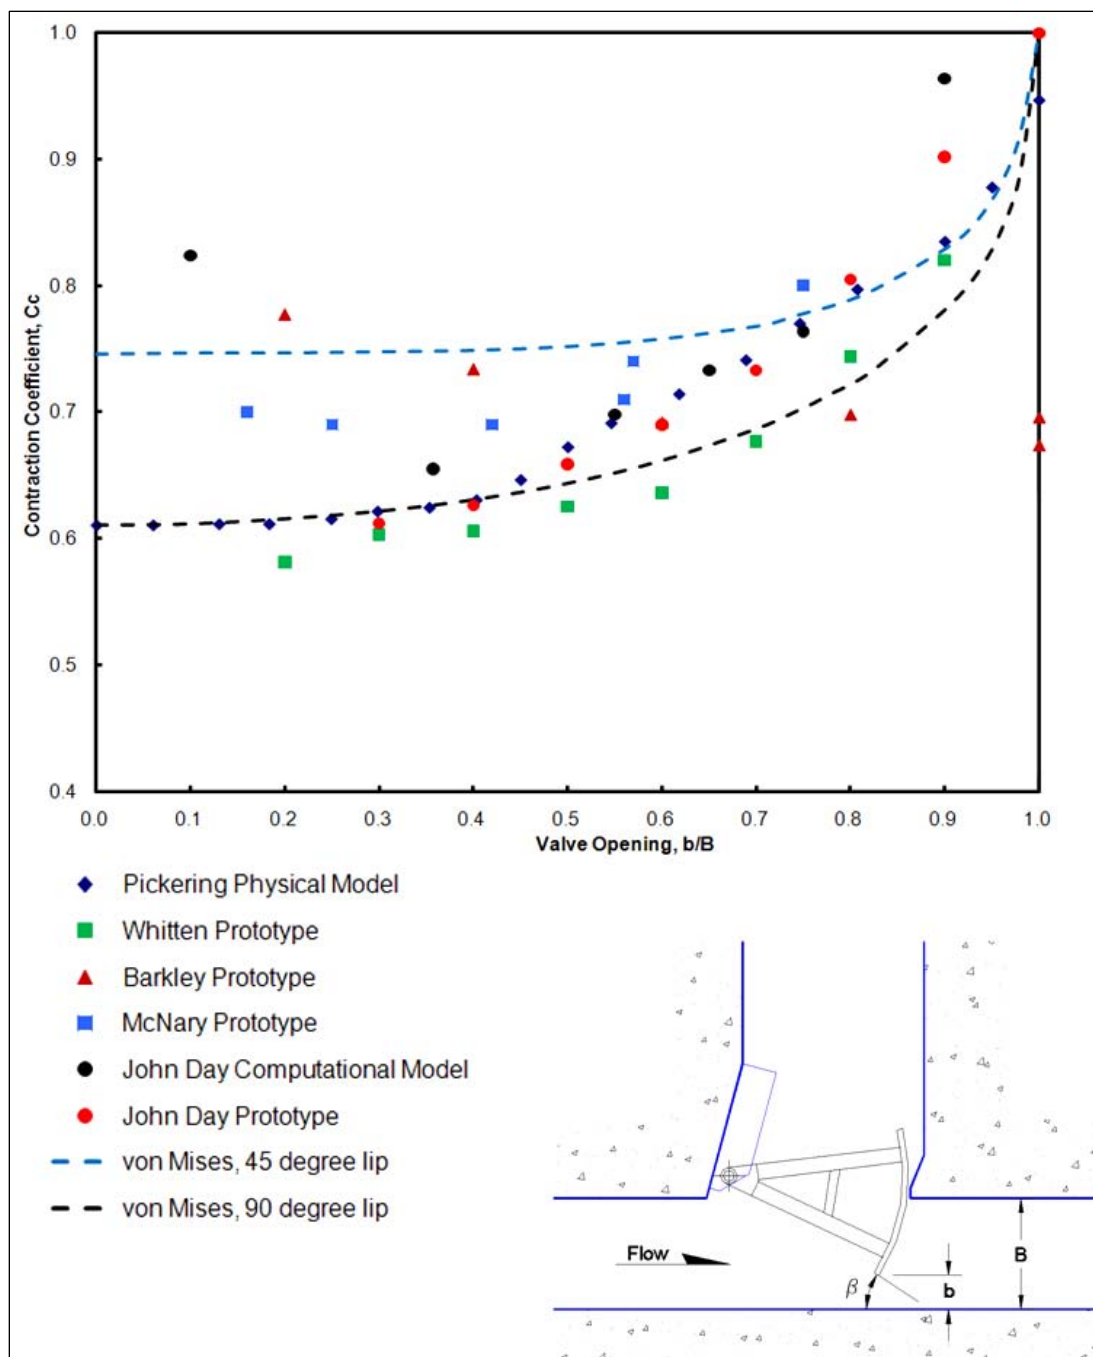 1.0
0.9
0.8
0.7
0.6
0.5
0.4
Contraction Coefficient, Cc
0.0 0.1 0.2 0.3 0.4 0.5 0.6 0.7 0.8 0.9 1.0
Valve Opening, b/B
Pickering Physical Model
Whitten Prototype
Barkley Prototype
McNary Prototype
John Day Computational Model
John Day Prototype
von Mises, 45 degree lip
von Mises, 90 degree lip
Flow
β
b
B